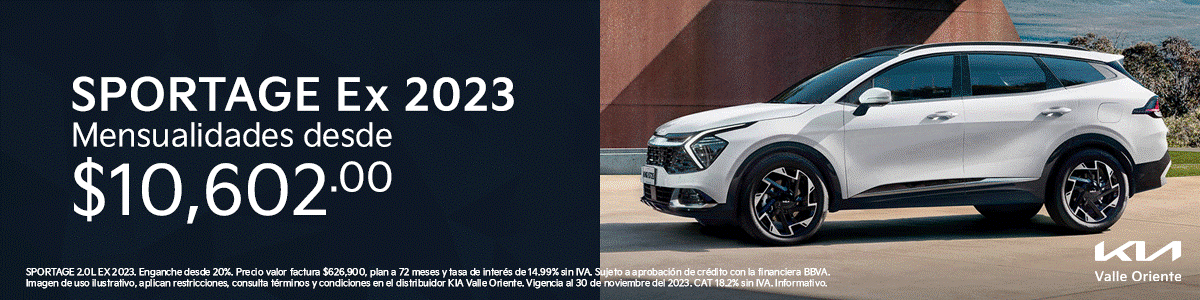 SPORTAGE Ex 2023
Mensualidades desde
$10,602.00
SPORTAGE 2.0L EX 2023. Enganche desde 20%. Precio valor factura $626,900, plan a 72 meses y tasa de interés de 14.99% sin IVA. Sujeto a aprobación de crédito con la financiera BBVA.
Imagen de uso ilustrativo, aplican restricciones, consulta términos y condiciones en el distribuidor KIA Valle Oriente. Vigencia al 30 de noviembre del 2023. CAT 18.2% sin IVA. Informativo.
KIA
Valle Oriente